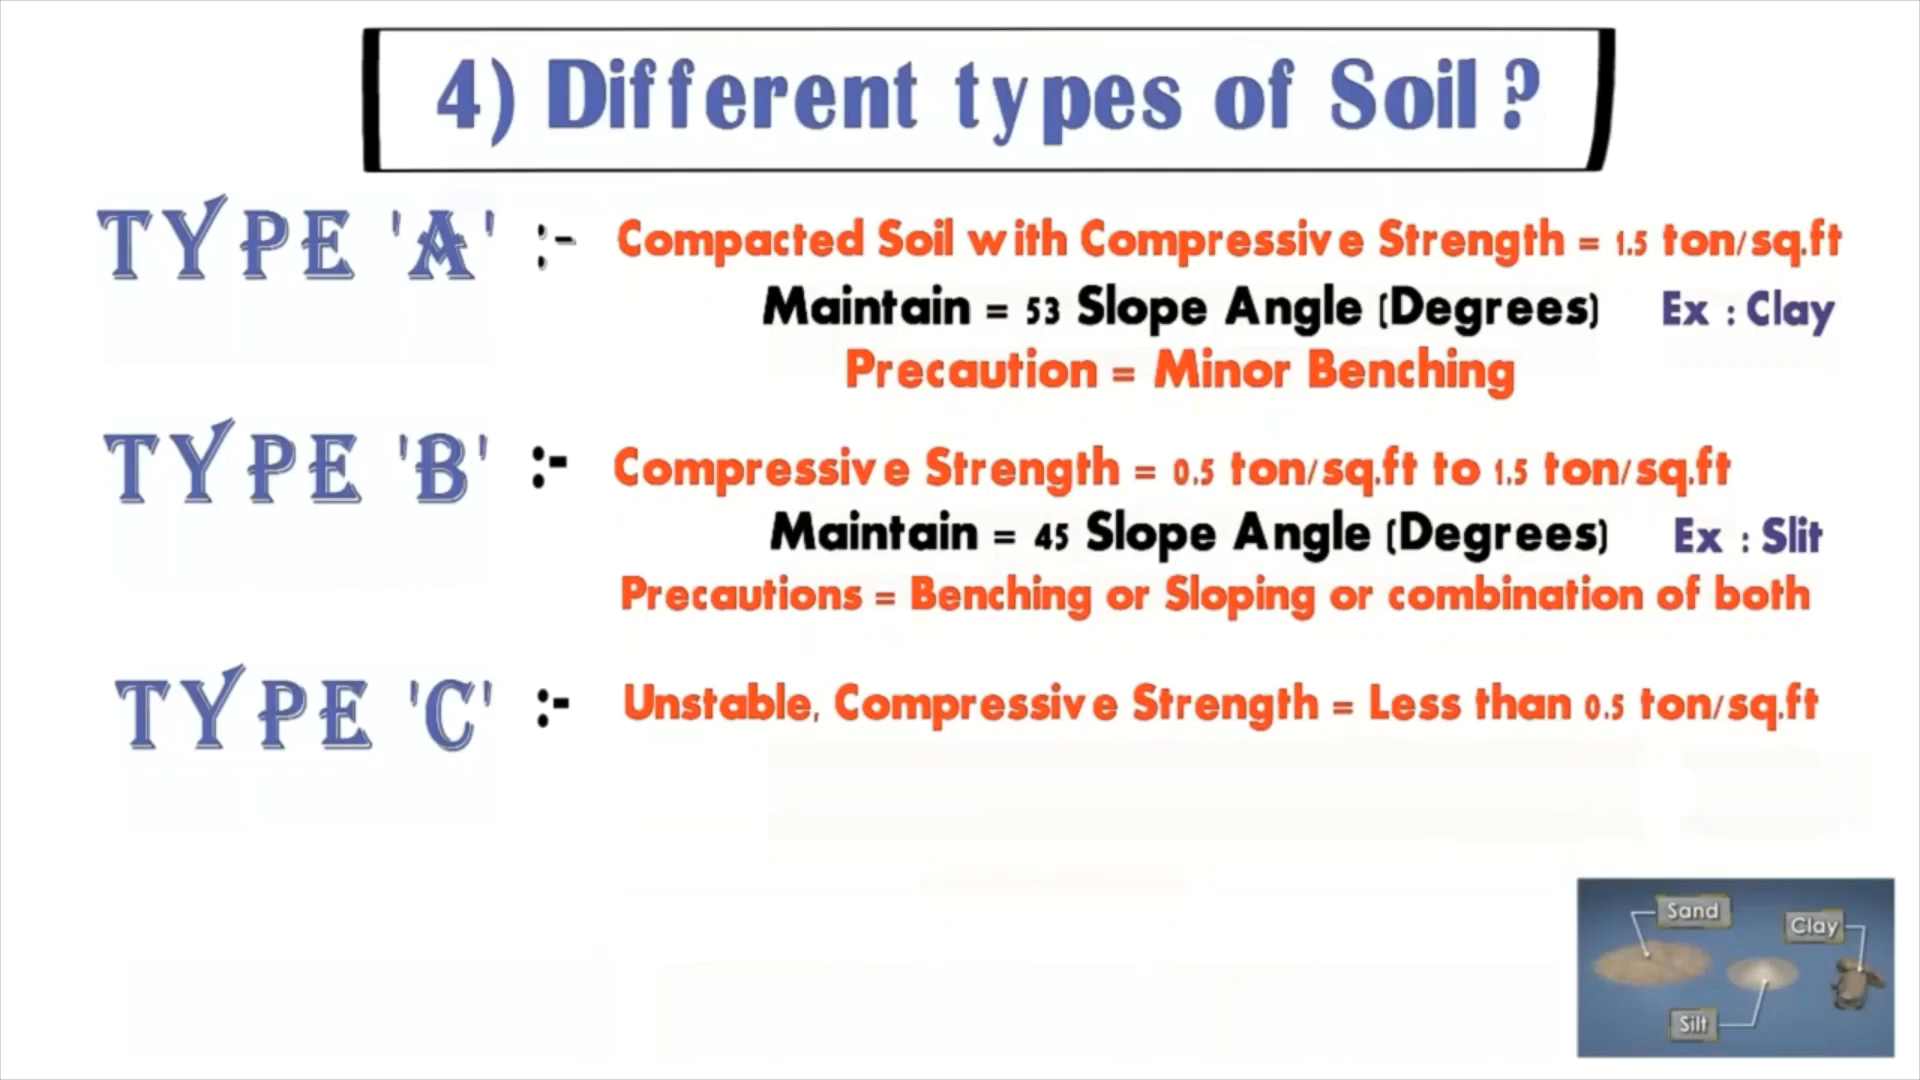 4) Different types of Soil ?
TYPE 'A' :- Compacted Soil with Compressive Strength = 1.5 ton/sq.ft
Maintain = 53 Slope Angle (Degrees) Ex : Clay
Precaution = Minor Benching
TYPE 'B' :- Compressive Strength = 0.5 ton/sq.ft to 1.5 ton/sq.ft
Maintain = 45 Slope Angle (Degrees) Ex : Slit
Precautions = Benching or Sloping or combination of both
TYPE 'C' :- Unstable, Compressive Strength = Less than 0.5 ton/sq.ft
Sand
Clay
Silt